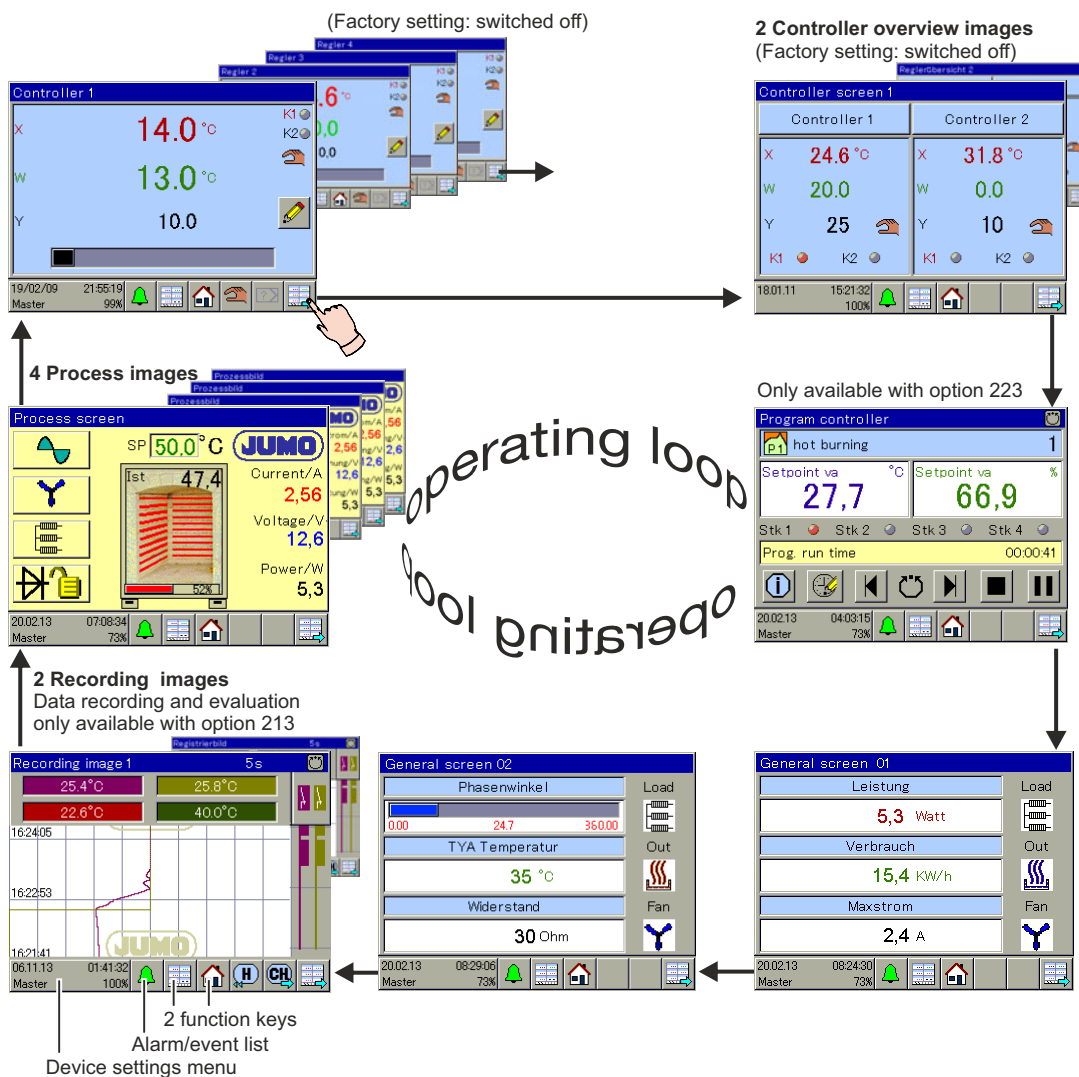 (Factory setting: switched off)
Regler 4
Regler 3
Regler 2
K1
K2
K1
K2
K1
K2
.6 °C
0,0
0,0
Controller 1
X 14.0 °C
K1
K2
W 13.0 °C
Y 10.0
19/02/09 21:55:19
Master 99%
2 Controller overview images
(Factory setting: switched off)
Reglerübersicht 2
Controller screen 1
Controller 1 Controller 2
X 24.6 °C X 31.8 °C
W 20.0 W 0.0
Y 25 Y 10
K1 K2 K1 K2
18.01.11 15:21:32
100%
4 Process images
Prozessbild
Prozessbild
Prozessbild
Process screen
SP 50,0 °C JUMO
Ist 47,4
Current/A
2,56
Voltage/V
12,6
Power/W
5,3
52%
20.02.13 07:08:34
Master 73%
operating loop
operating loop
Only available with option 223
Program controller
P1 hot burning 1
Setpoint va °C Setpoint va %
27,7 66,9
Stk 1 Stk 2 Stk 3 Stk 4
Prog. run time 00:00:41
20.02.13 04:03:15
Master 73%
2 Recording images
Data recording and evaluation
only available with option 213
Registrierbild 5s
Recording image 1 5s
25.4°C 25.8°C
22.6°C 40.0°C
16:24:05
16:22:53
16:21:41
JUMO
06.11.13 01:41:32
Master 100%
H CH
General screen 02
Phasenwinkel Load
0.00 24.7 360.00
TYA Temperatur Out
35 °C
Widerstand Fan
30 Ohm
20.02.13 08:29:06
Master 73%
General screen 01
Leistung Load
5,3 Watt
Verbrauch Out
15,4 KW/h
Maxstrom Fan
2,4 A
20.02.13 08:24:30
Master 73%
2 function keys
Alarm/event list
Device settings menu